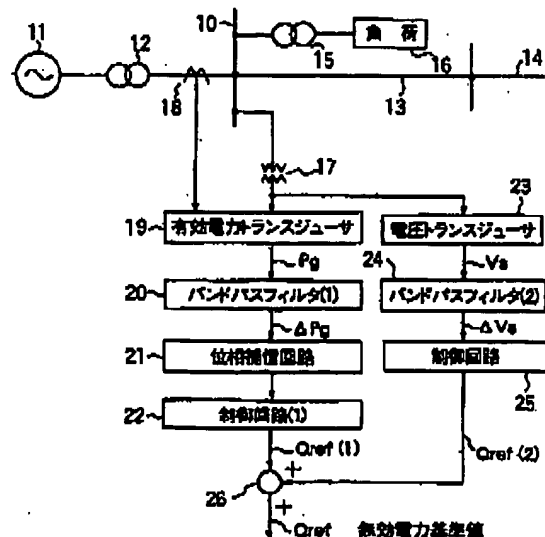 10
11
12
15
負荷
16
18
13
14
17
23
19
有効電力トランスジューサ
電圧トランスジューサ
Pg
24
Vs
20
バンドパスフィルタ(1)
バンドパスフィルタ(2)
ΔPg
ΔVs
21
位相補償回路
制御回路
25
22
制御回路(1)
Qref(1)
Qref(2)
+
26
+
Qref 無効電力基準値